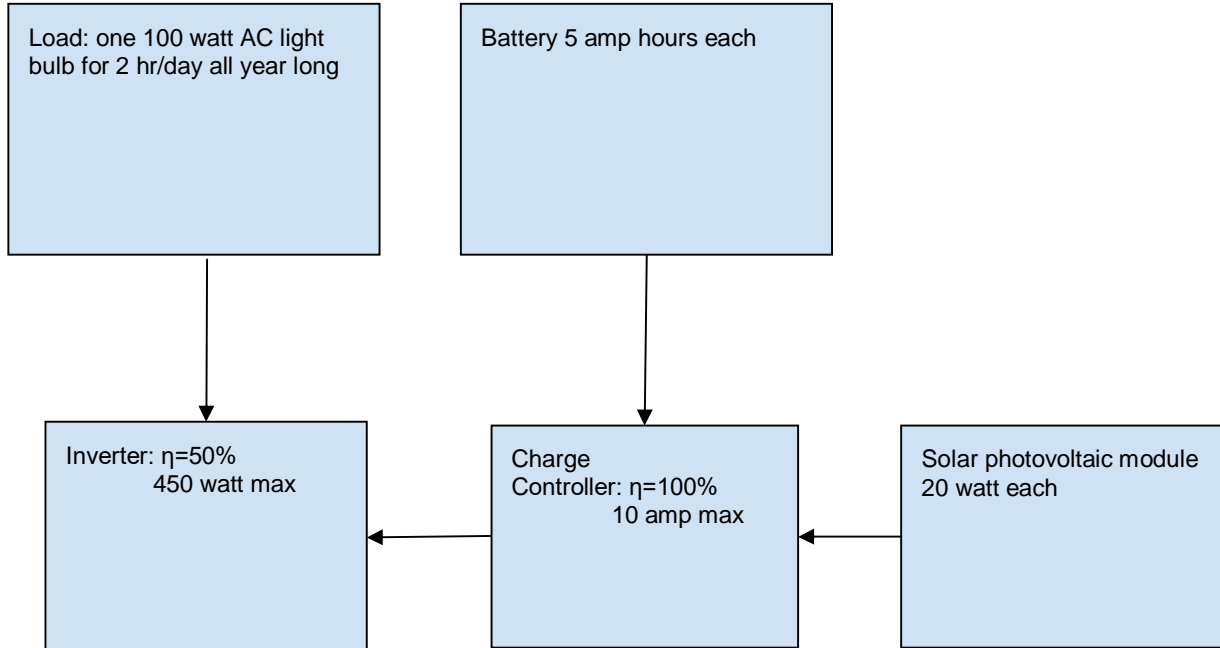 Load: one 100 watt AC light
bulb for 2 hr/day all year long
Battery 5 amp hours each
Inverter: η=50%
450 watt max
Charge
Controller: η=100%
10 amp max
Solar photovoltaic module
20 watt each